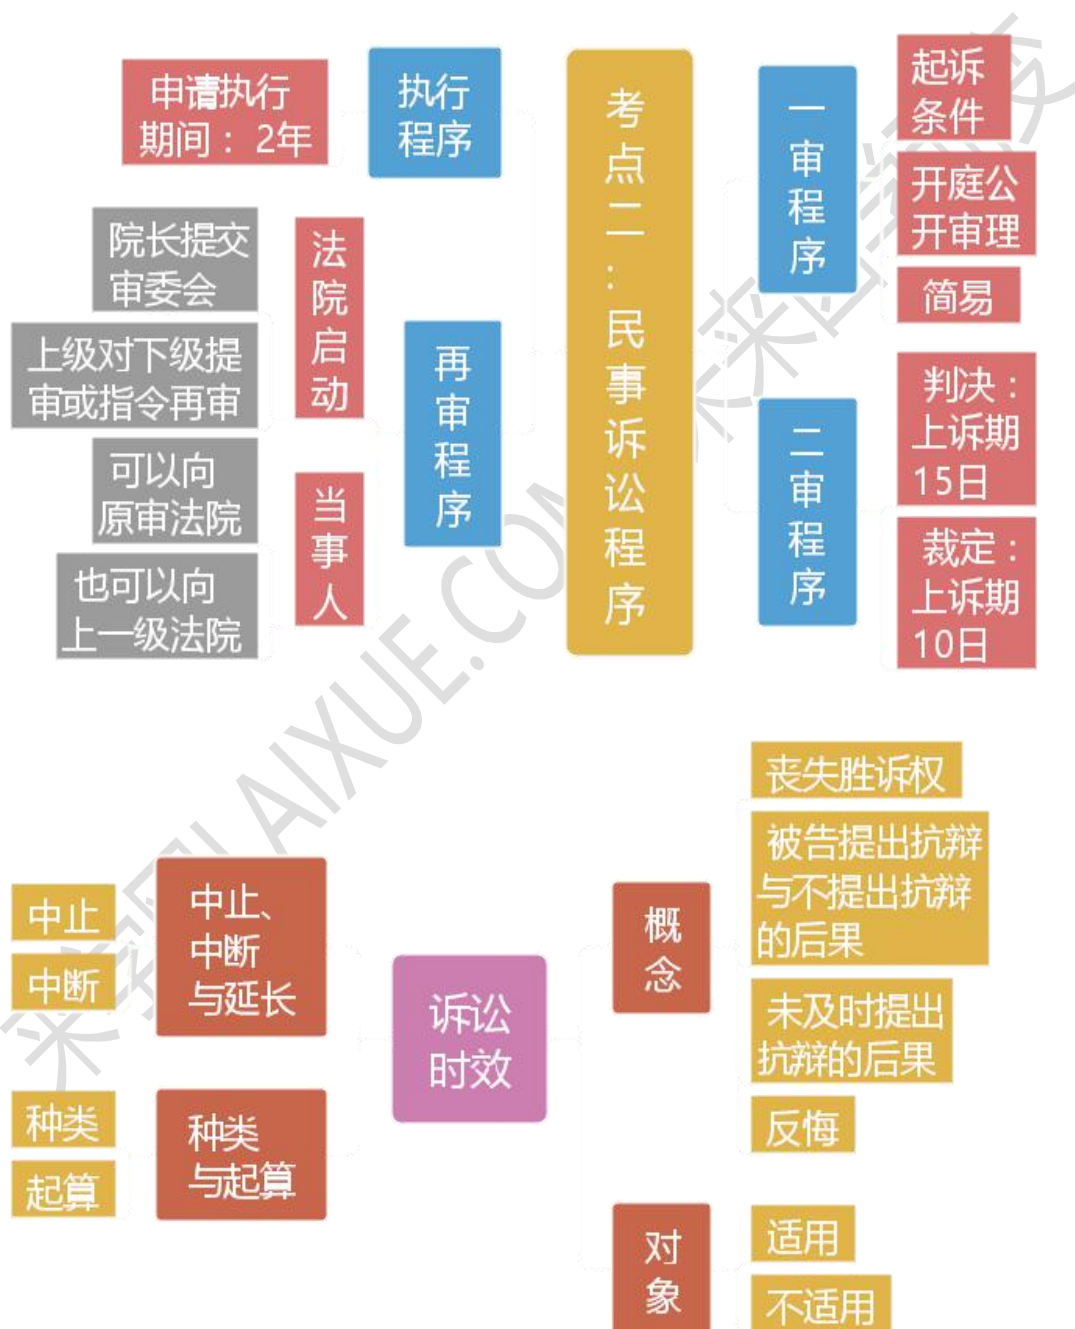 考点二：民事诉讼程序
一审程序
起诉
条件
开庭公
开审理
简易
二审程序
判决：
上诉期
15日
裁定：
上诉期
10日
执行
程序
申请执行
期间：2年
再审程序
法院启动
院长提交
审委会
上级对下级提
审或指令再审
当事人
可以向
原审法院
也可以向
上一级法院
诉讼
时效
概念
丧失胜诉权
被告提出抗辩
与不提出抗辩
的后果
未及时提出
抗辩的后果
反悔
对象
适用
不适用
中止、
中断
与延长
中止
中断
种类
与起算
种类
起算